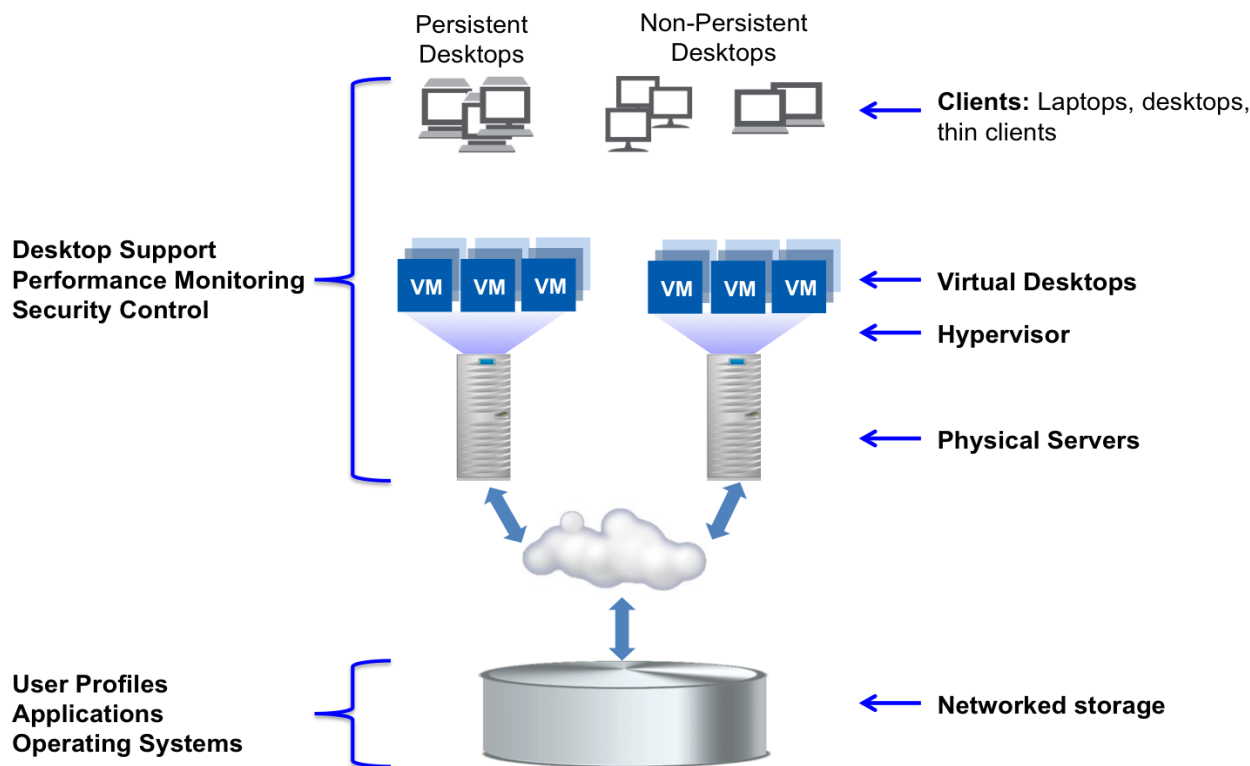 Persistent
Desktops
Non-Persistent
Desktops
Clients: Laptops, desktops,
thin clients
Desktop Support
Performance Monitoring
Security Control
VM VM VM
VM VM VM
Virtual Desktops
Hypervisor
Physical Servers
User Profiles
Applications
Operating Systems
Networked storage